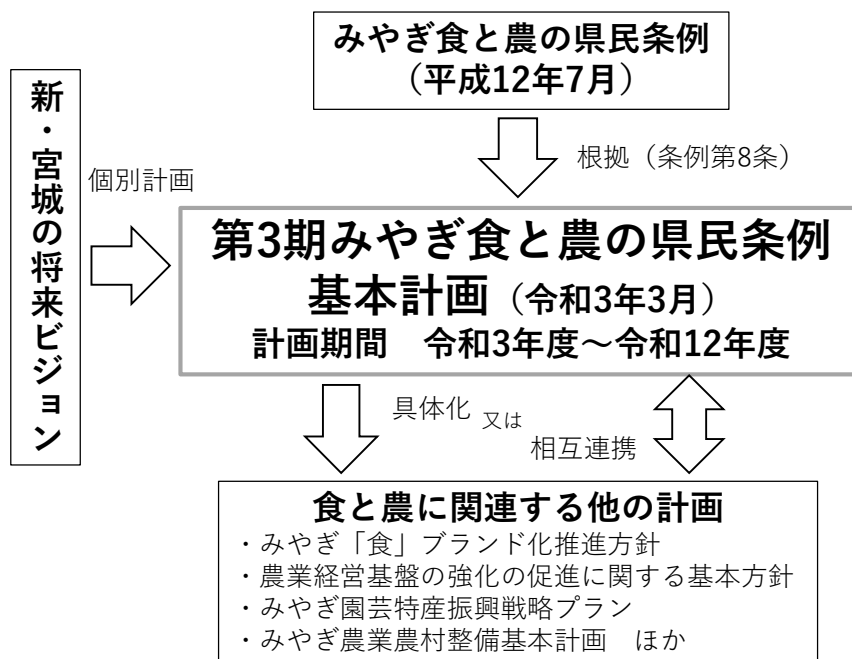 みやぎ食と農の県民条例
（平成12年7月）
新・宮城の将来ビジョン
個別計画
根拠（条例第8条）
第3期みやぎ食と農の県民条例
基本計画（令和3年3月）
計画期間　令和3年度～令和12年度
具体化 又は
相互連携
食と農に関連する他の計画
・みやぎ「食」ブランド化推進方針
・農業経営基盤の強化の促進に関する基本方針
・みやぎ園芸特産振興戦略プラン
・みやぎ農業農村整備基本計画　ほか